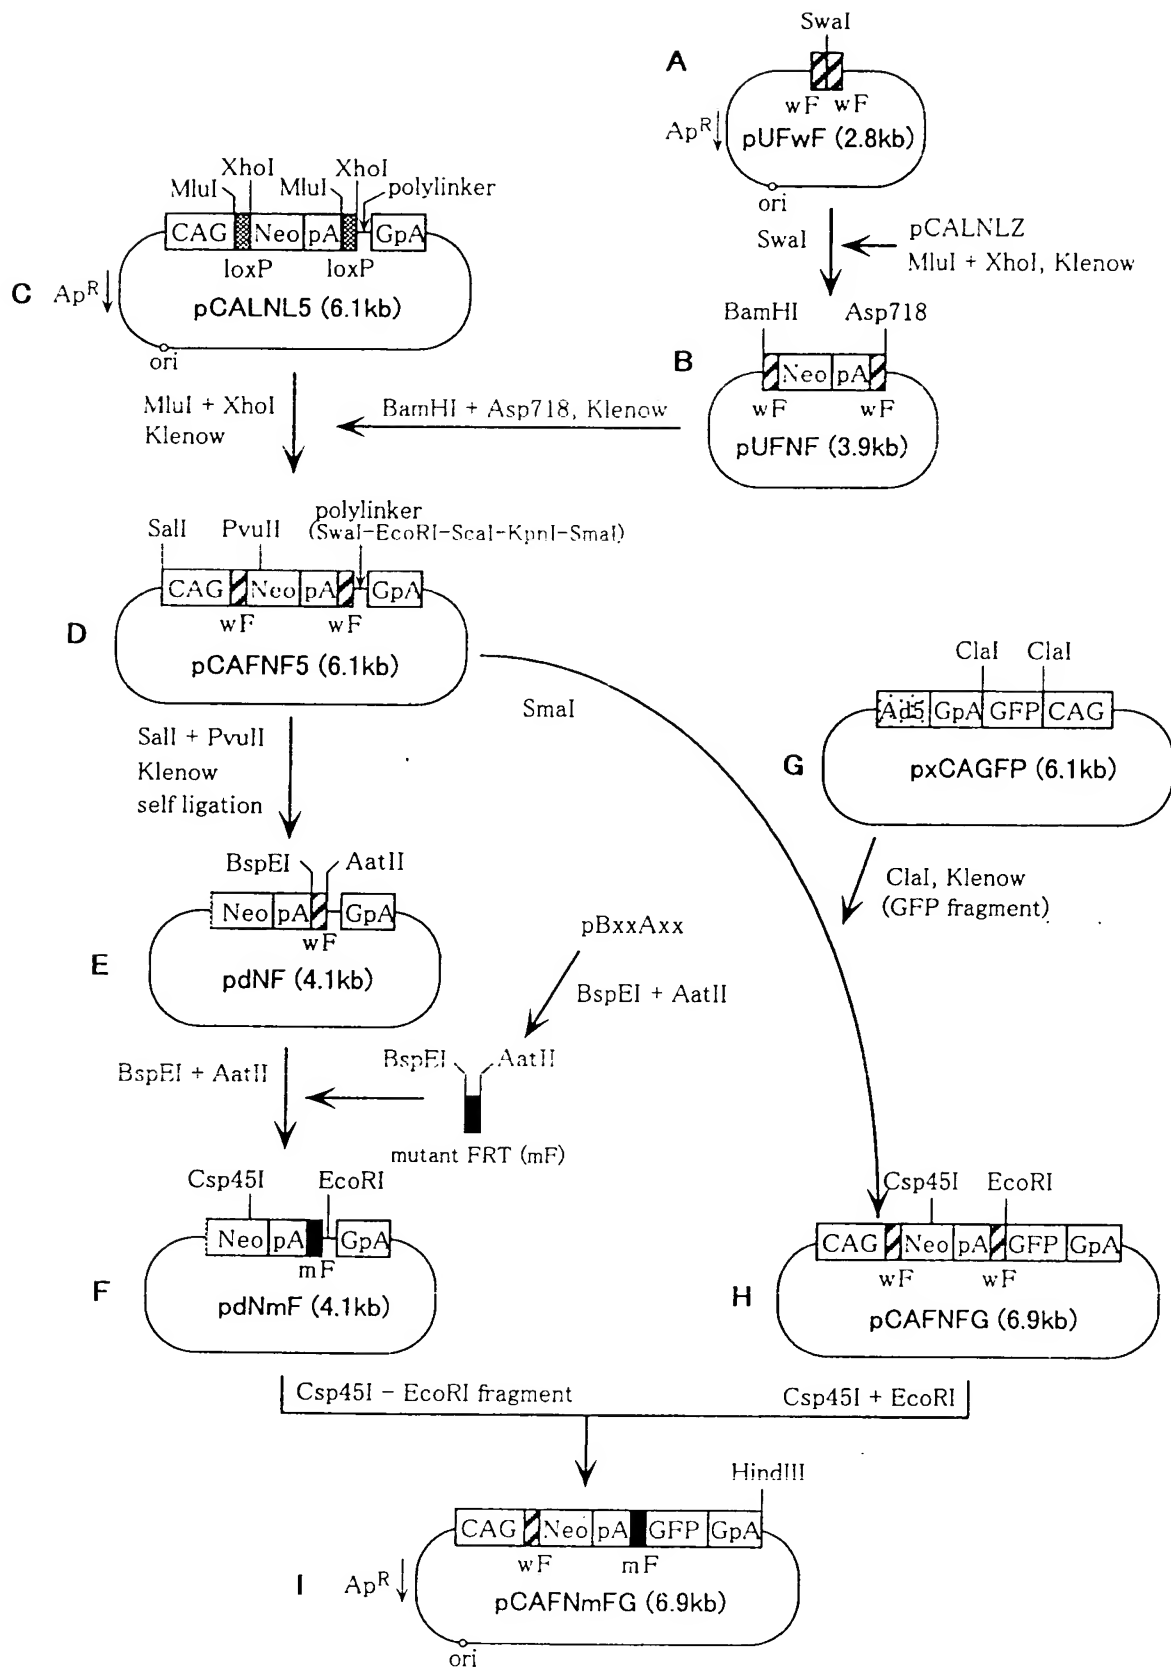 SwaI
A
wF wF
ApR
pUFwF (2.8kb)
ori
SwaI
pCALNLZ
MluI + XhoI, Klenow
XhoI XhoI
MluI MluI polylinker
CAG Neo pA GpA
loxP loxP
C ApR
pCALNL5 (6.1kb)
ori
BamHI Asp718
B
Neo pA
wF wF
pUFNF (3.9kb)
MluI + XhoI
Klenow
BamHI + Asp718, Klenow
polylinker
SalI PvuII (SwaI-EcoRI-ScaI-KpnI-SmaI)
CAG Neo pA GpA
wF wF
D
pCAFNF5 (6.1kb)
SmaI
ClaI ClaI
Ad5 GpA GFP CAG
G
pxCAGFP (6.1kb)
SalI + PvuII
Klenow
self ligation
ClaI, Klenow
(GFP fragment)
BspEI AatII
Neo pA GpA
wF
E
pdNF (4.1kb)
pBxxAxx
BspEI + AatII
BspEI AatII
BspEI + AatII
mutant FRT (mF)
Csp45I EcoRI
Neo pA GpA
mF
F
pdNmF (4.1kb)
Csp45I EcoRI
CAG Neo pA GFP GpA
wF wF
H
pCAFNFG (6.9kb)
Csp45I - EcoRI fragment
Csp45I + EcoRI
HindIII
CAG Neo pA GFP GpA
wF mF
I ApR
pCAFNmFG (6.9kb)
ori